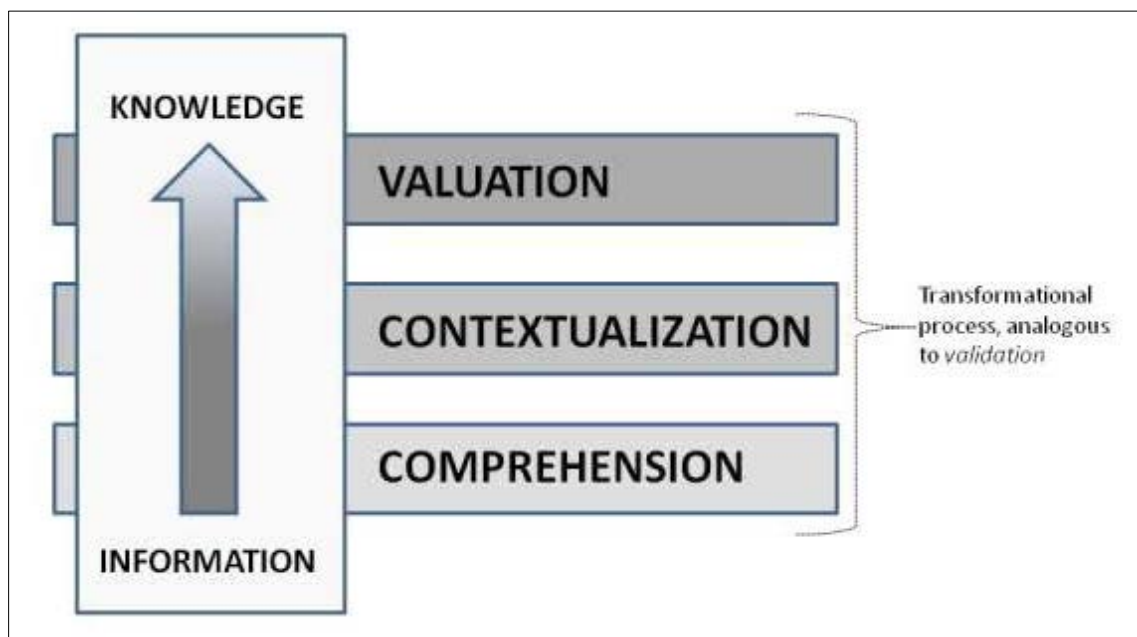 KNOWLEDGE
VALUATION
CONTEXTUALIZATION
COMPREHENSION
INFORMATION
Transformational
process, analogous
to validation